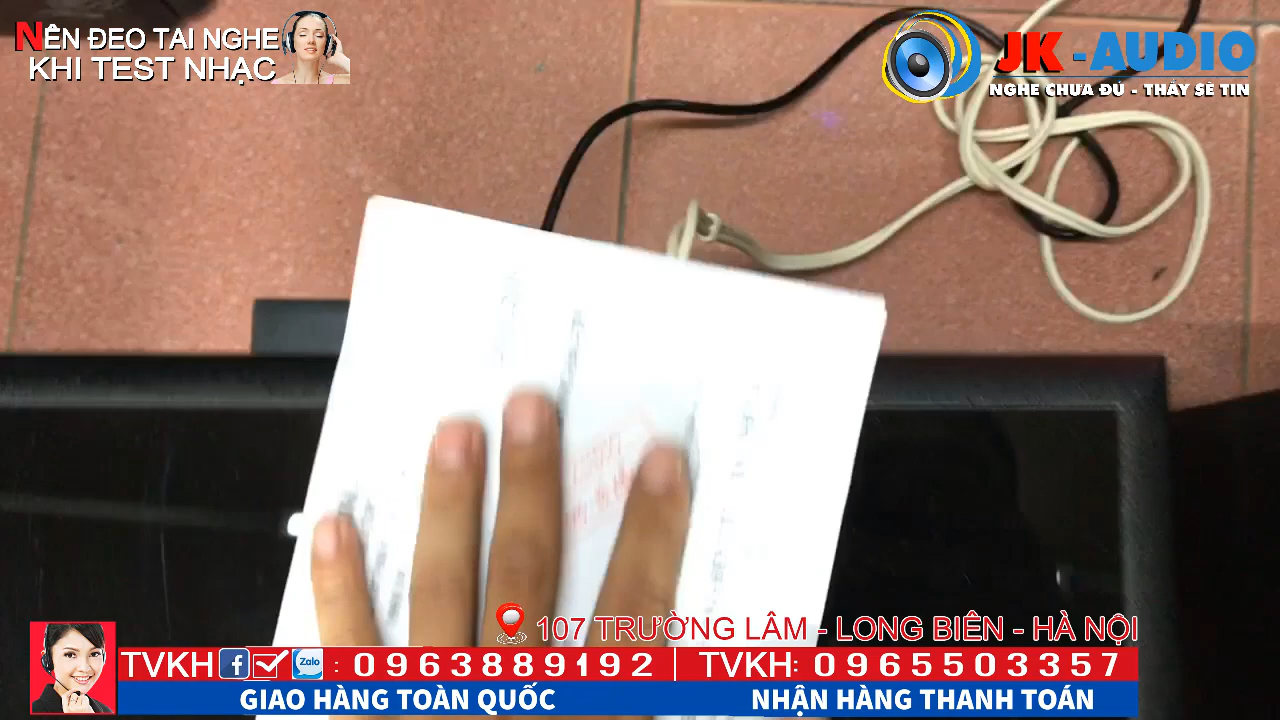 NÊN ĐEO TAI NGHE
KHI TEST NHẠC
JK - AUDIO
NGHE CHƯA ĐỦ - THẤY SẼ TIN
107 TRƯỜNG LÂM - LONG BIÊN - HÀ NỘI
TVKH Zalo : 0963889192 | TVKH: 0965503357
GIAO HÀNG TOÀN QUỐC NHẬN HÀNG THANH TOÁN